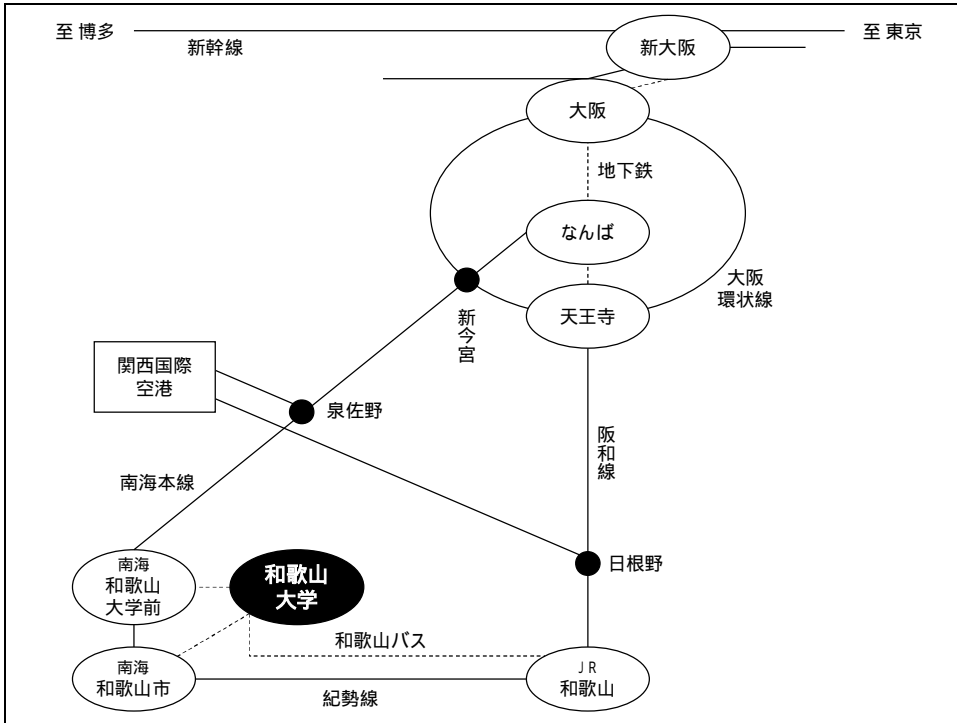 至 博多
至 東京
新幹線
新大阪
大阪
地下鉄
なんば
大阪
環状線
新今宮
天王寺
関西国際
空港
泉佐野
阪和線
南海本線
日根野
南海
和歌山
大学前
和歌山
大学
和歌山バス
南海
和歌山市
紀勢線
JR
和歌山